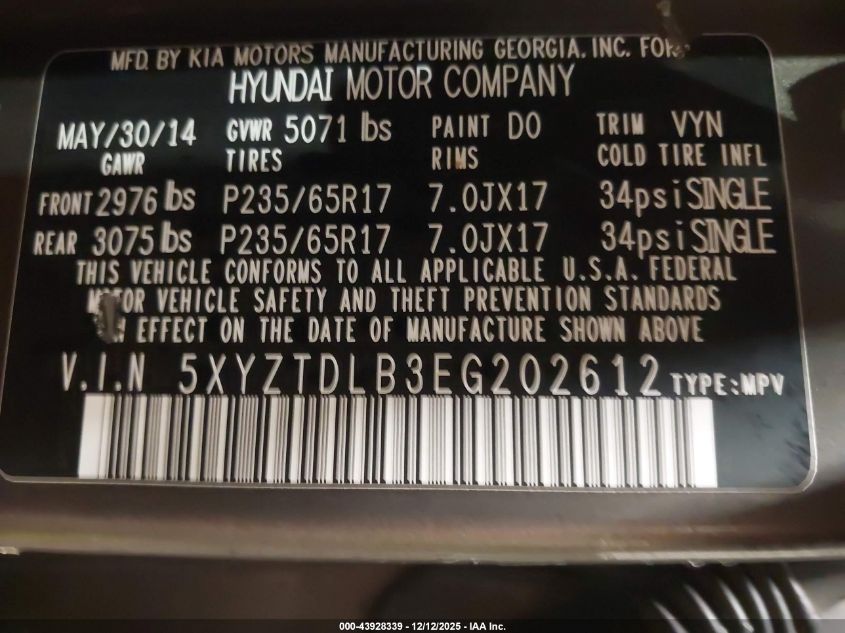 MFD. BY KIA MOTORS MANUFACTURING GEORGIA, INC. FOR
HYUNDAI MOTOR COMPANY
MAY/30/14 GVWR 5071 lbs PAINT DO TRIM VYN
GAWR TIRES RIMS COLD TIRE INFL
FRONT 2976 lbs P235/65R17 7.0JX17 34psi SINGLE
REAR 3075 lbs P235/65R17 7.0JX17 34psi SINGLE
THIS VEHICLE CONFORMS TO ALL APPLICABLE U.S.A. FEDERAL
MOTOR VEHICLE SAFETY AND THEFT PREVENTION STANDARDS
EFFECT ON THE DATE OF MANUFACTURE SHOWN ABOVE
V.I.N 5XYZTDLB3EG202612 TYPE:MPV
000-43928339 - 12/12/2025 - IAA Inc.